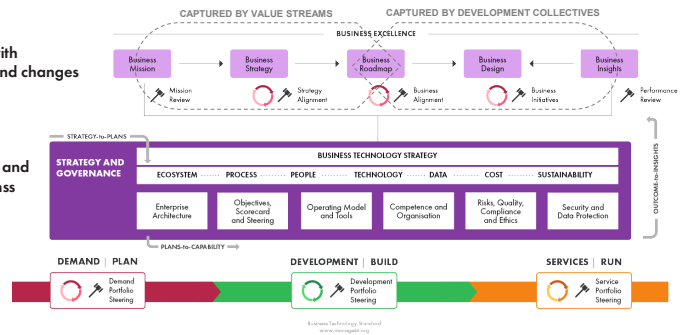 CAPTURED BY VALUE STREAMS
CAPTURED BY DEVELOPMENT COLLECTIVES
BUSINESS EXCELLENCE
Business
Mission
Business
Strategy
Business
Roadmap
Business
Design
Business
Insights
Mission
Review
Strategy
Alignment
Business
Alignment
Business
Initiatives
Performance
Review
STRATEGY-to-PLANS
STRATEGY AND
GOVERNANCE
BUSINESS TECHNOLOGY STRATEGY
ECOSYSTEM PROCESS PEOPLE TECHNOLOGY DATA COST SUSTAINABILITY
Enterprise
Architecture
Objectives,
Scorecard
and Steering
Operating Model
and Tools
Competence and
Organisation
Risks, Quality,
Compliance
and Ethics
Security and
Data Protection
OUTCOME-to-INSIGHTS
PLANS-to-CAPABILITY
DEMAND | PLAN
DEVELOPMENT | BUILD
SERVICES | RUN
Demand
Portfolio
Steering
Development
Portfolio
Steering
Service
Portfolio
Steering
Business Technology Standard
www.managebt.org
and changes
and